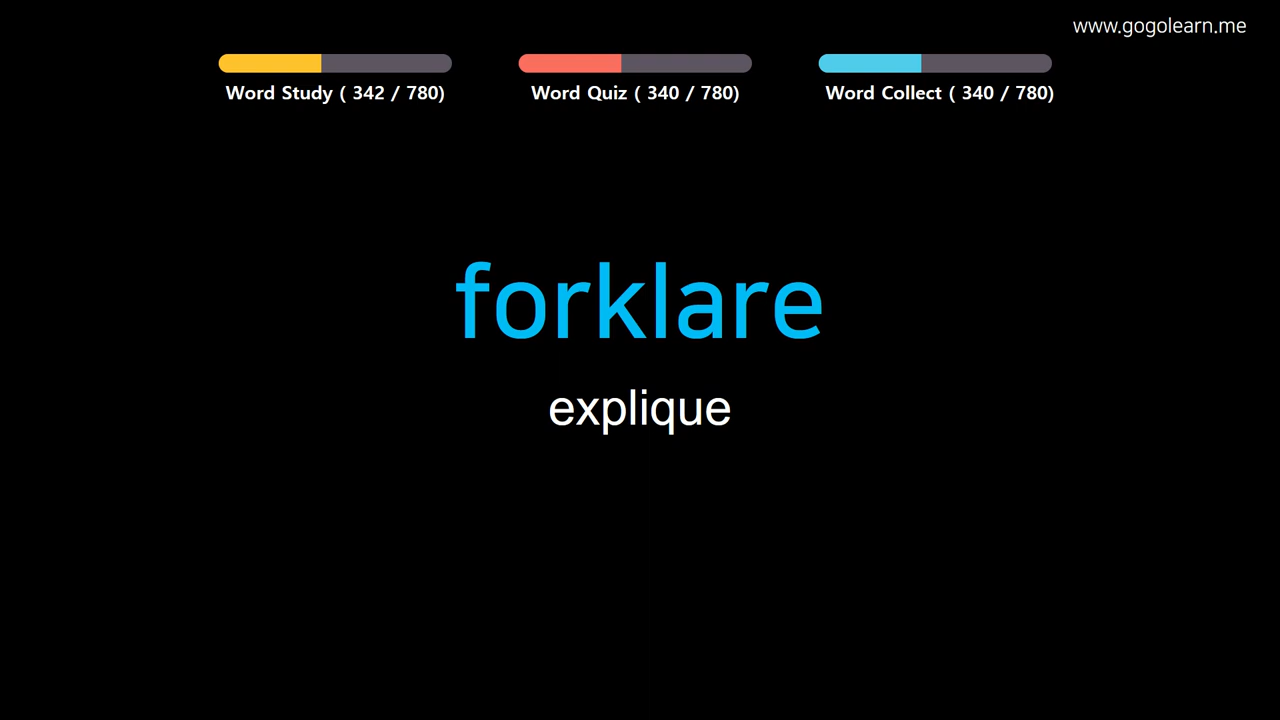 www.gogolearn.me
Word Study ( 342 / 780)
Word Quiz ( 340 / 780)
Word Collect ( 340 / 780)
forklare
explique